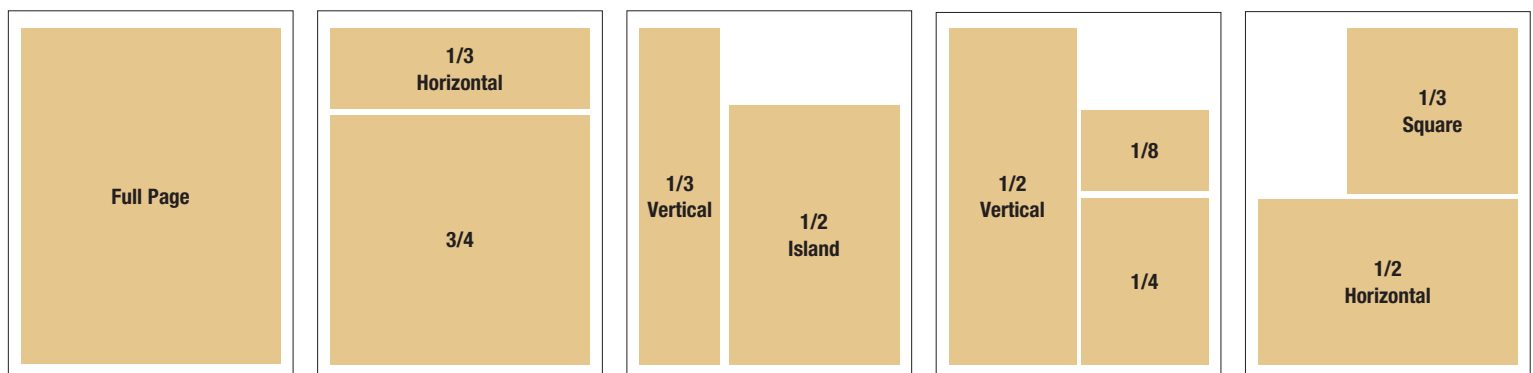 Full Page
1/3
Horizontal
3/4
1/3
Vertical
1/2
Island
1/2
Vertical
1/8
1/4
1/3
Square
1/2
Horizontal